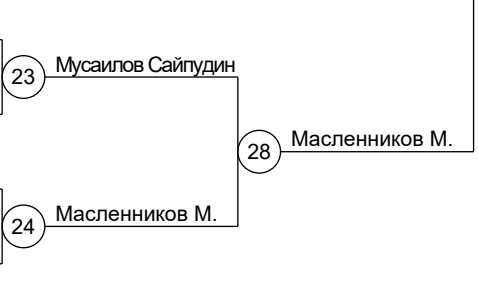 23 Мусаилов Сайпудин
28 Масленников М.
24 Масленников М.